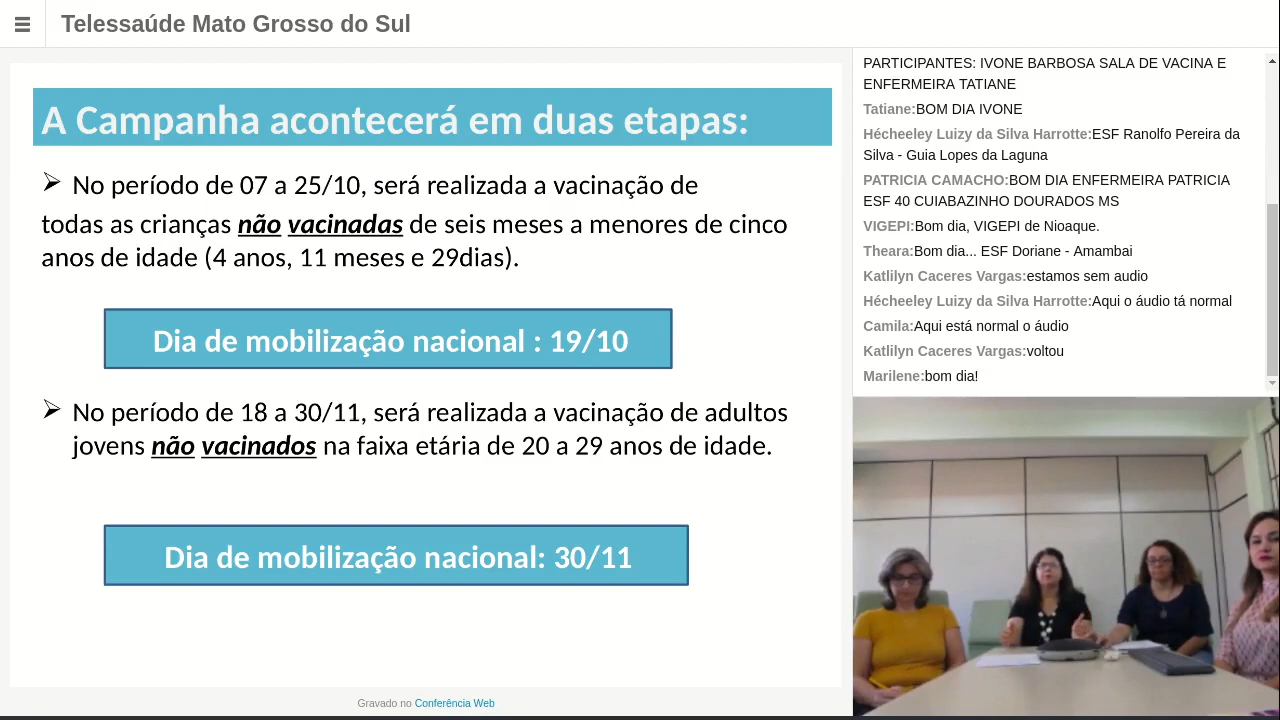 Telessaúde Mato Grosso do Sul
A Campanha acontecerá em duas etapas:
No período de 07 a 25/10, será realizada a vacinação de
todas as crianças não vacinadas de seis meses a menores de cinco
anos de idade (4 anos, 11 meses e 29dias).
Dia de mobilização nacional : 19/10
No período de 18 a 30/11, será realizada a vacinação de adultos
jovens não vacinados na faixa etária de 20 a 29 anos de idade.
Dia de mobilização nacional: 30/11
Gravado no Conferência Web
PARTICIPANTES: IVONE BARBOSA SALA DE VACINA E
ENFERMEIRA TATIANE
Tatiane:BOM DIA IVONE
Hécheeley Luizy da Silva Harrotte:ESF Ranolfo Pereira da
Silva - Guia Lopes da Laguna
PATRICIA CAMACHO:BOM DIA ENFERMEIRA PATRICIA
ESF 40 CUIABAZINHO DOURADOS MS
VIGEPI:Bom dia, VIGEPI de Nioaque.
Theara:Bom dia... ESF Doriane - Amambai
Katlilyn Caceres Vargas:estamos sem audio
Hécheeley Luizy da Silva Harrotte:Aqui o áudio tá normal
Camila:Aqui está normal o áudio
Katlilyn Caceres Vargas:voltou
Marilene:bom dia!